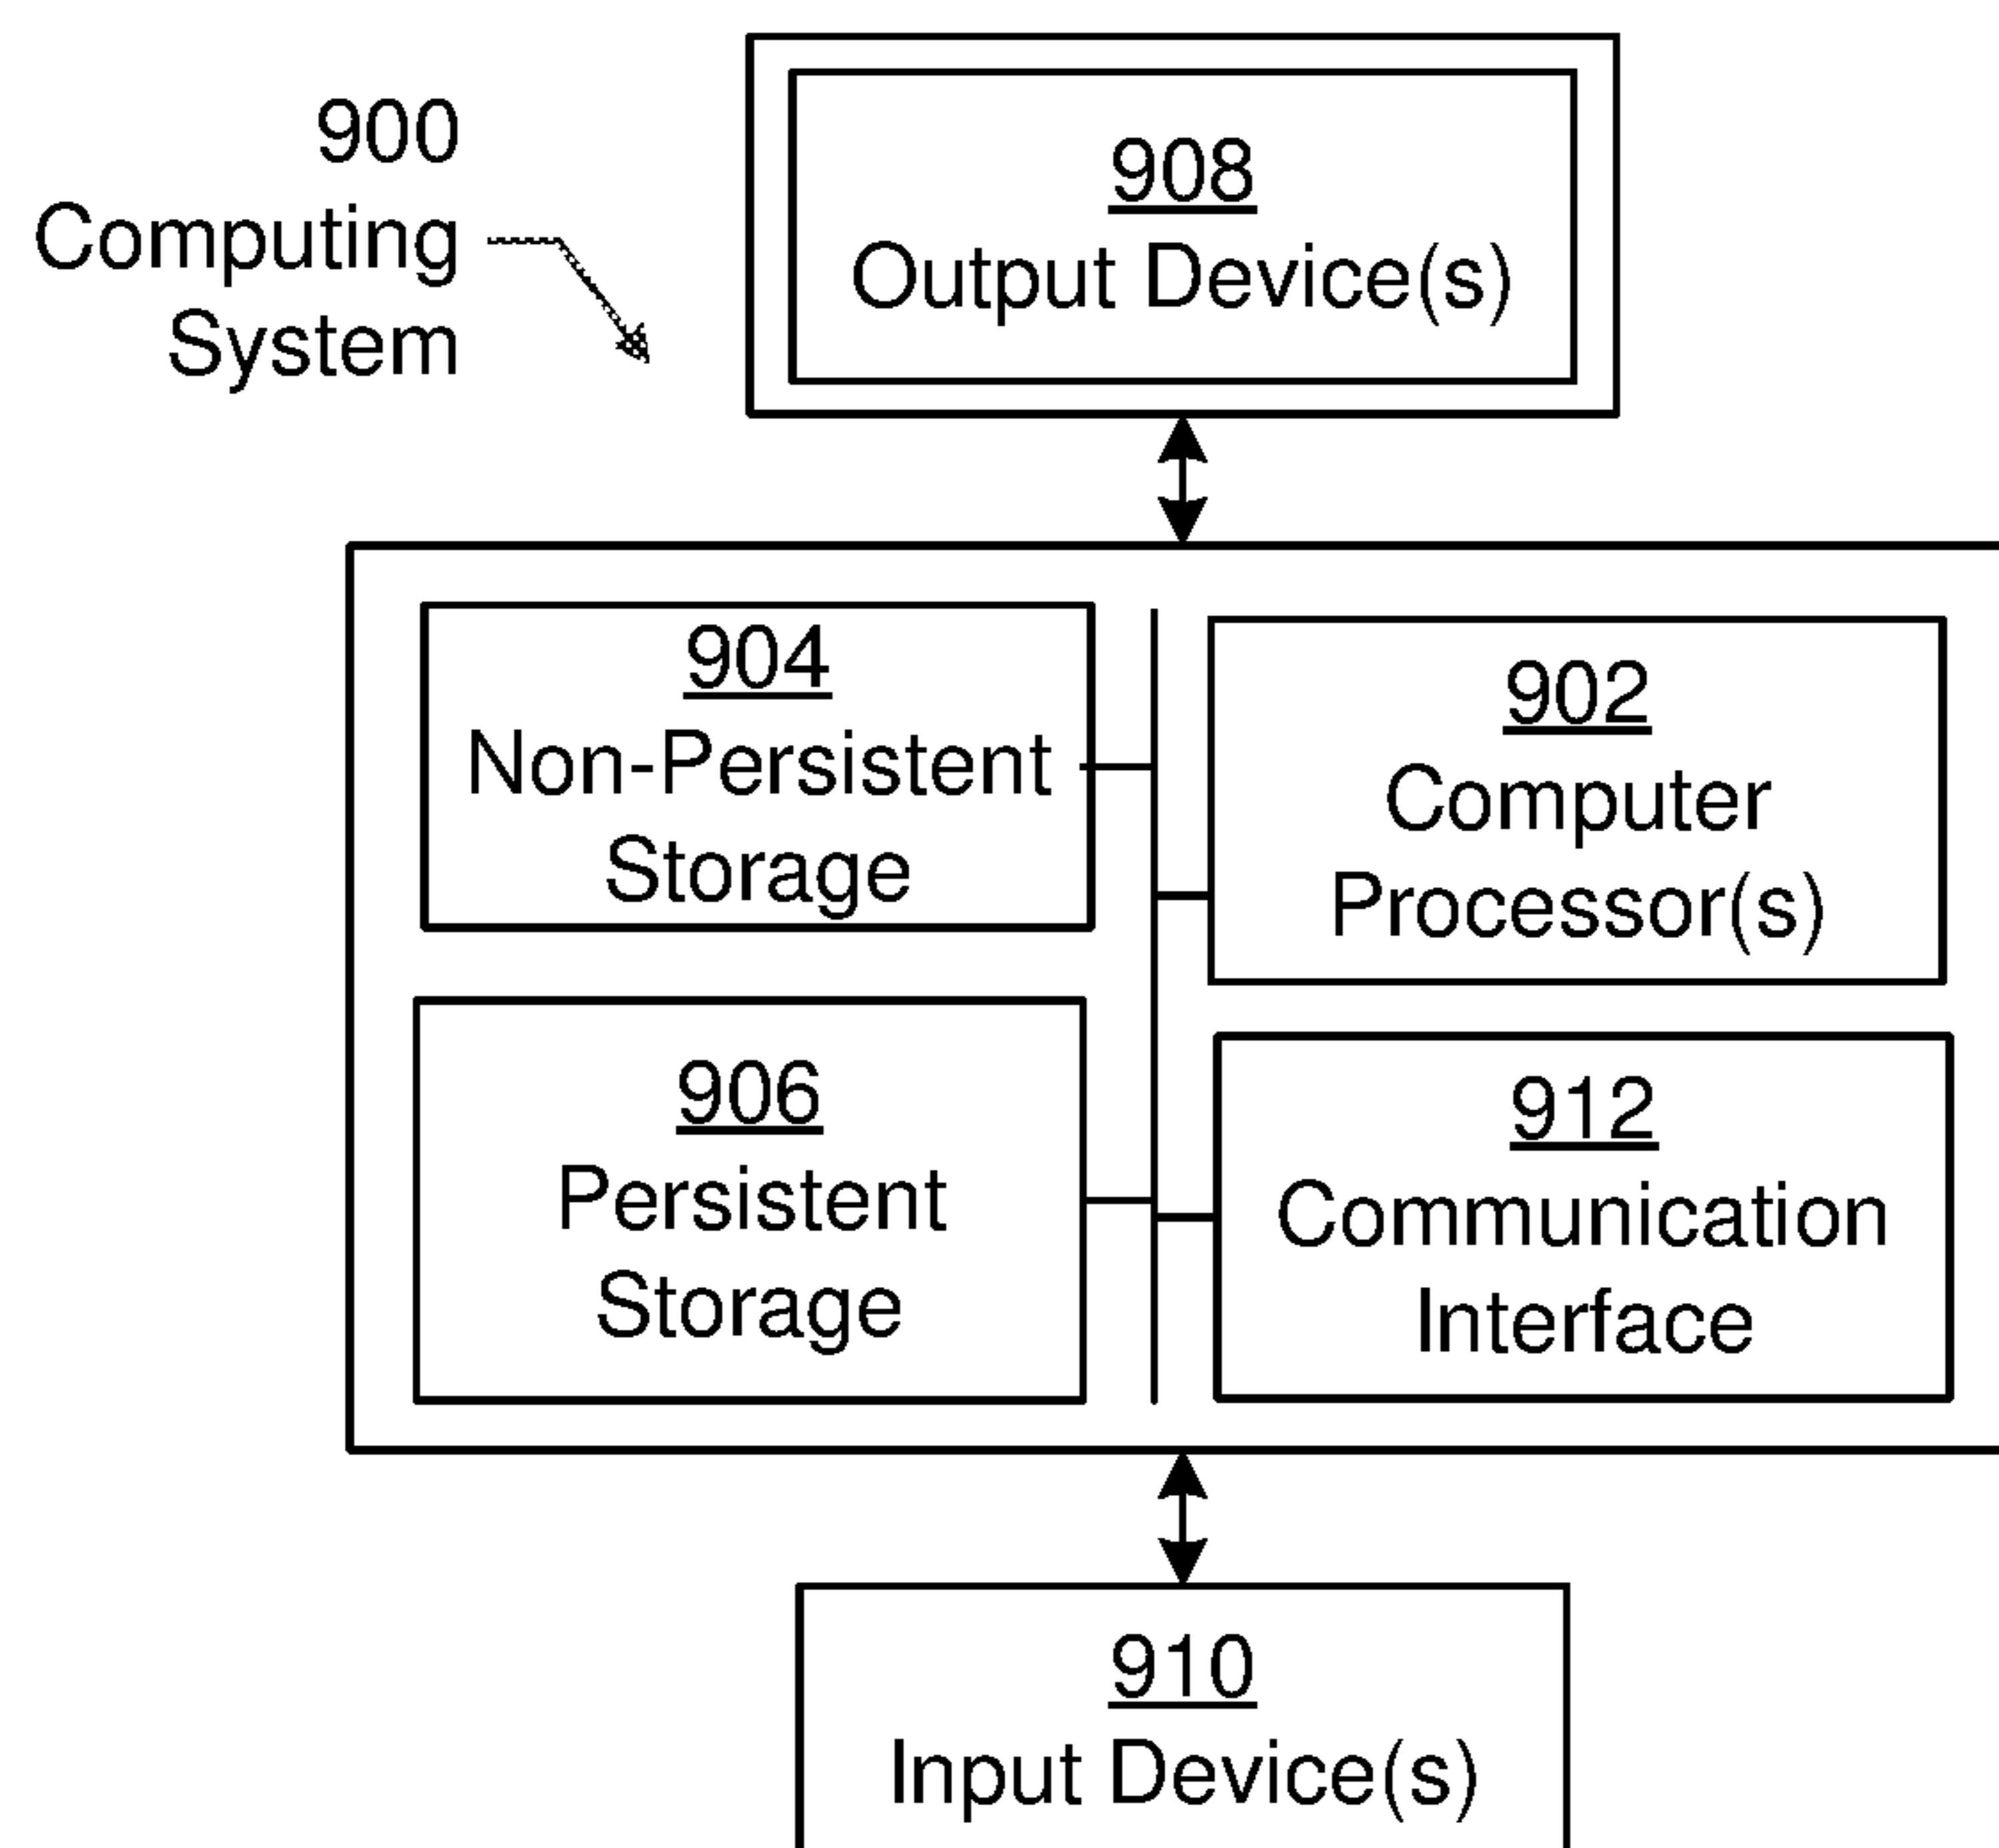 900
Computing
System
908
Output Device(s)
904
Non-Persistent
Storage
902
Computer
Processor(s)
906
Persistent
Storage
912
Communication
Interface
910
Input Device(s)